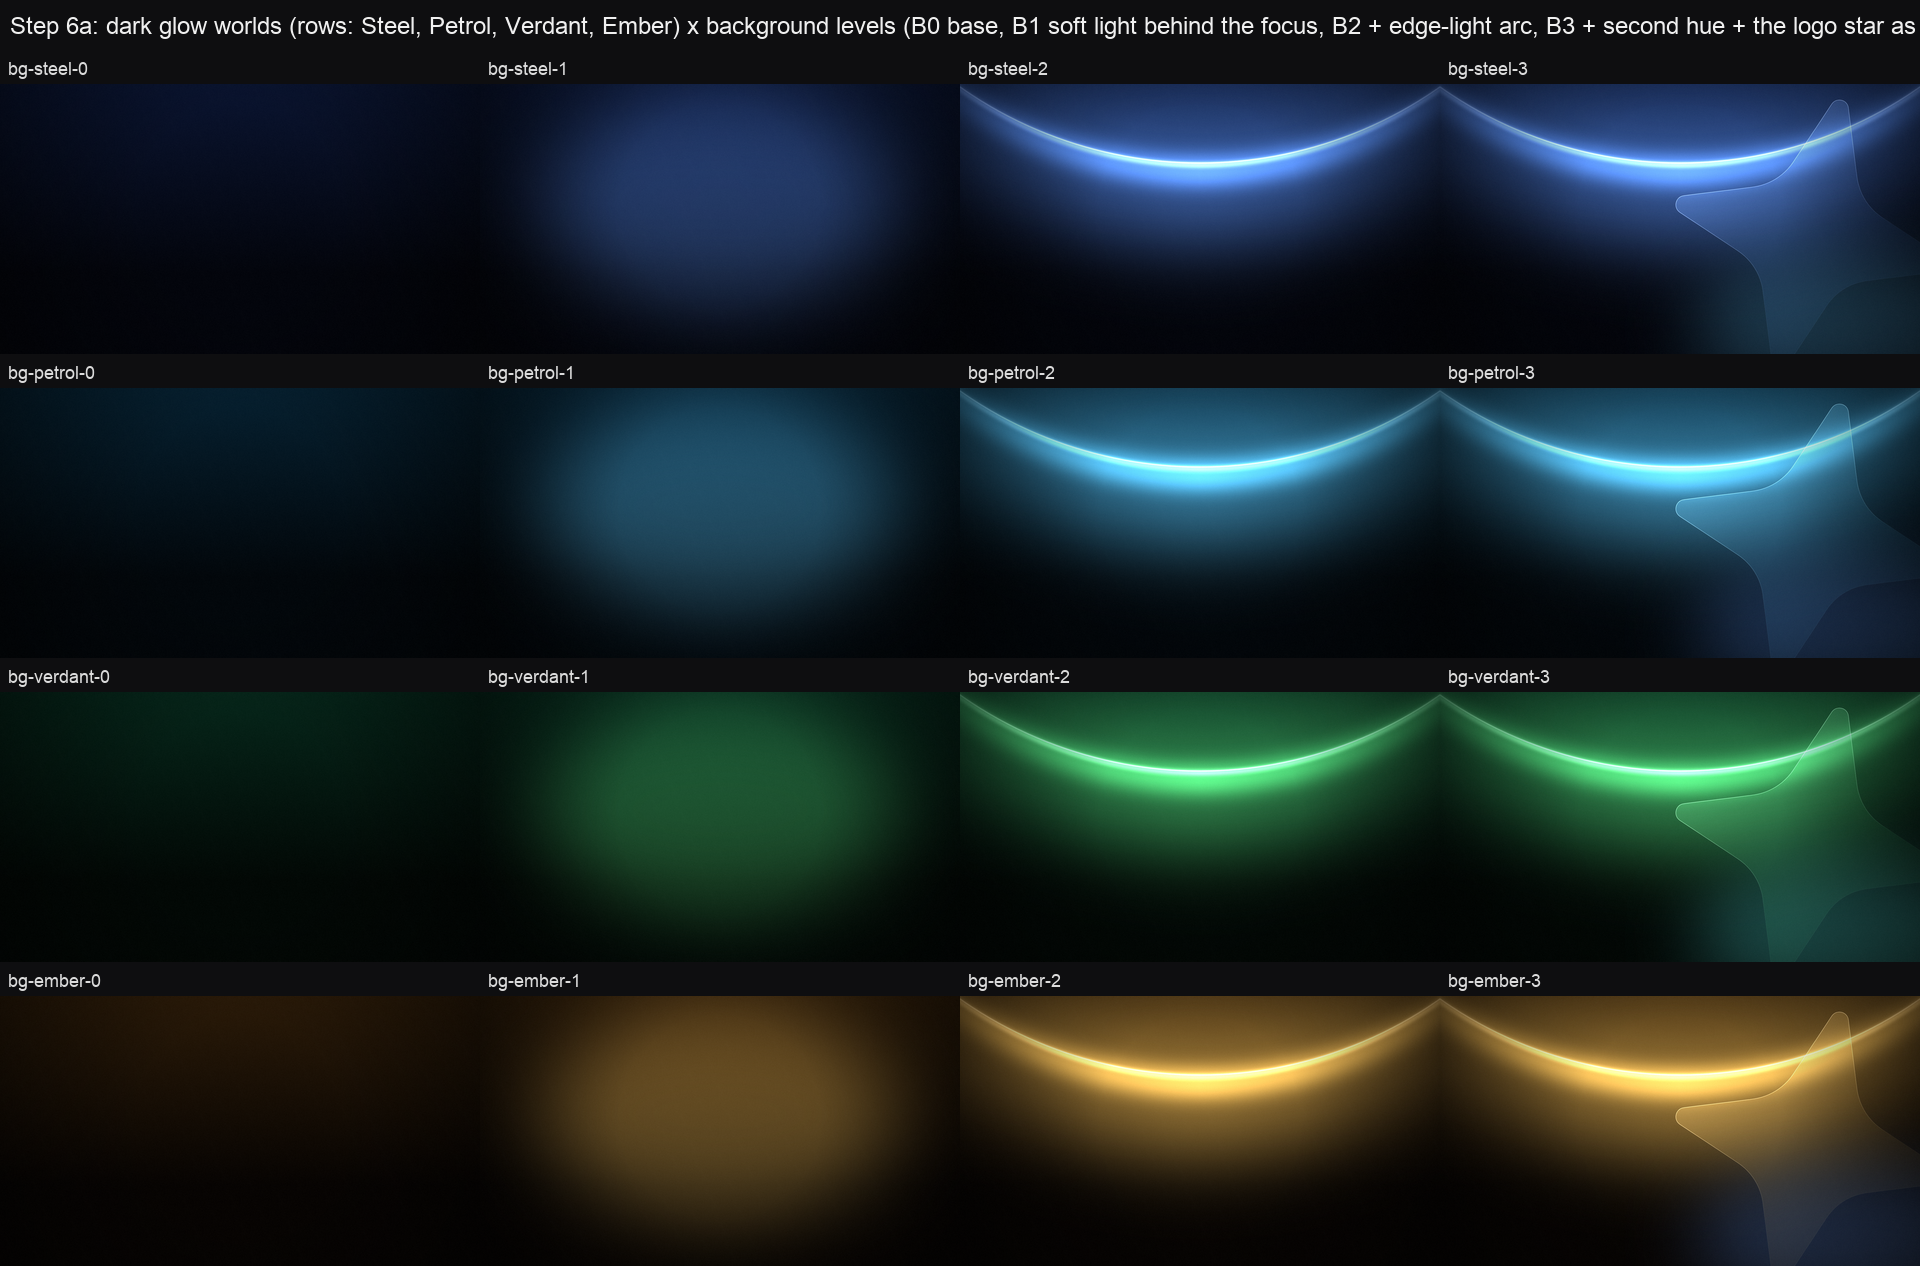 Step 6a: dark glow worlds (rows: Steel, Petrol, Verdant, Ember) x background levels (B0 base, B1 soft light behind the focus, B2 + edge-light arc, B3 + second hue + the logo star as
bg-steel-0
bg-steel-1
bg-steel-2
bg-steel-3
bg-petrol-0
bg-petrol-1
bg-petrol-2
bg-petrol-3
bg-verdant-0
bg-verdant-1
bg-verdant-2
bg-verdant-3
bg-ember-0
bg-ember-1
bg-ember-2
bg-ember-3